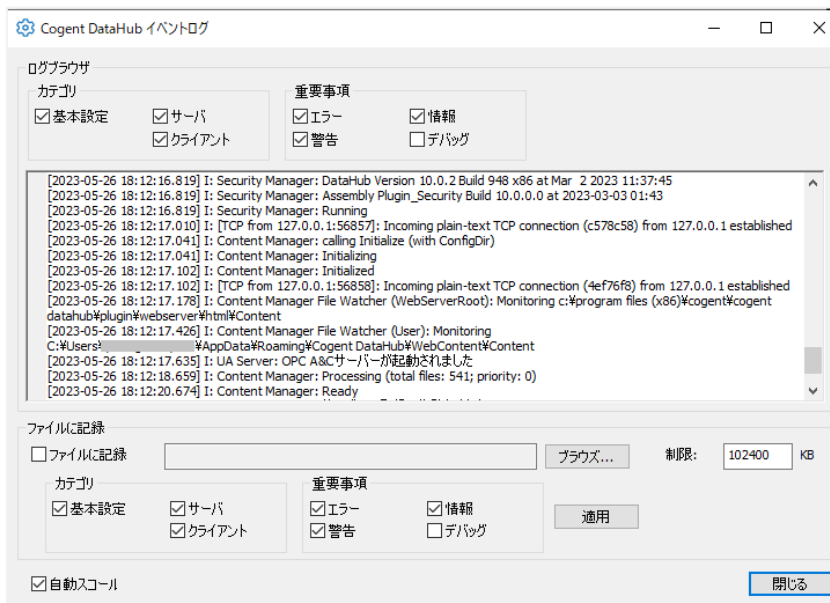 Cogent DataHub イベントログ
ログブラウザ
カテゴリ
重要事項
基本設定 サーバ エラー 情報
クライアント 警告 デバッグ
[2023-05-26 18:12:16.819] I: Security Manager: DataHub Version 10.0.2 Build 948 x86 at Mar  2 2023 11:37:45
[2023-05-26 18:12:16.819] I: Security Manager: Assembly Plugin_Security Build 10.0.0.0 at 2023-03-03 01:43
[2023-05-26 18:12:16.819] I: Security Manager: Running
[2023-05-26 18:12:17.010] I: [TCP from 127.0.0.1:56857]: Incoming plain-text TCP connection (c578c58) from 127.0.0.1 established
[2023-05-26 18:12:17.041] I: Content Manager: calling Initialize (with ConfigDir)
[2023-05-26 18:12:17.041] I: Content Manager: Initializing
[2023-05-26 18:12:17.102] I: Content Manager: Initialized
[2023-05-26 18:12:17.102] I: [TCP from 127.0.0.1:56858]: Incoming plain-text TCP connection (4ef76f8) from 127.0.0.1 established
[2023-05-26 18:12:17.178] I: Content Manager File Watcher (WebServerRoot): Monitoring c:¥program files (x86)¥cogent¥cogent
datahub¥plugin¥webserver¥html¥Content
[2023-05-26 18:12:17.426] I: Content Manager File Watcher (User): Monitoring
C:¥Users¥ ¥AppData¥Roaming¥Cogent DataHub¥WebContent¥Content
[2023-05-26 18:12:17.635] I: UA Server: OPC A&Cサーバーが起動されました
[2023-05-26 18:12:18.659] I: Content Manager: Processing (total files: 541; priority: 0)
[2023-05-26 18:12:20.674] I: Content Manager: Ready
ファイルに記録
ファイルに記録 ブラウズ... 制限: 102400 KB
カテゴリ
重要事項
基本設定 サーバ エラー 情報
クライアント 警告 デバッグ
適用
自動スコール
閉じる